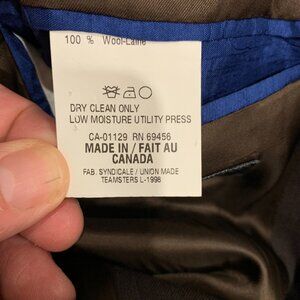 100 % Wool-Laine
DRY CLEAN ONLY
LOW MOISTURE UTILITY PRESS
CA-01129 RN 69456
MADE IN / FAIT AU
CANADA
FAB. SYNDICALE / UNION MADE
TEAMSTERS L-1998